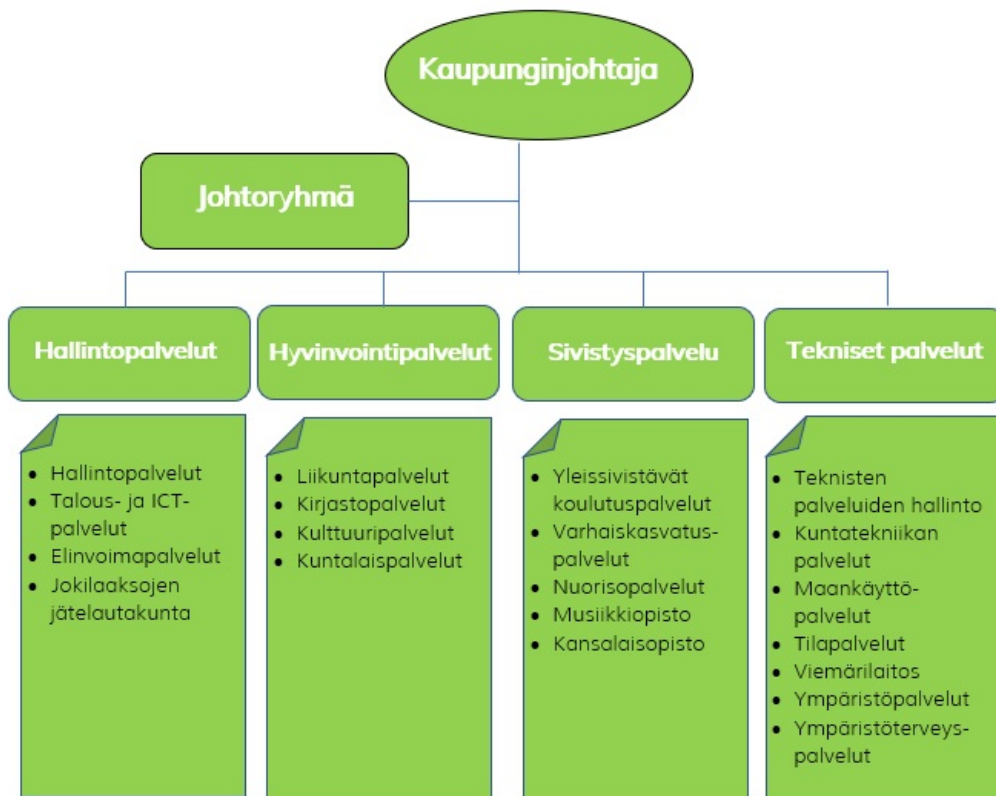 Kaupunginjohtaja
Johtoryhmä
Hallintopalvelut
Hyvinvointipalvelut
Sivistyspalvelu
Tekniset palvelut
• Hallintopalvelut
• Talous- ja ICT-
palvelut
• Elinvoimapalvelut
• Jokilaaksojen
jätelautakunta
• Liikuntapalvelut
• Kirjastopalvelut
• Kulttuuripalvelut
• Kuntalaispalvelut
• Yleissivistävät
koulutuspalvelut
• Varhaiskasvatus-
palvelut
• Nuorisopalvelut
• Musiikkiopisto
• Kansalaisopisto
• Teknisten
palveluiden hallinto
• Kuntatekniikan
palvelut
• Maankäyttö-
palvelut
• Tilapalvelut
• Viemärilaitos
• Ympäristöpalvelut
• Ympäristöterveys-
palvelut